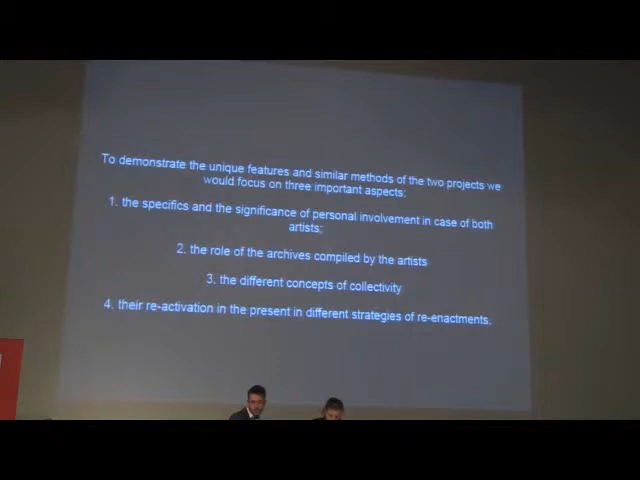 To demonstrate the unique features and similar methods of the two projects we
would focus on three important aspects:
1. the specifics and the significance of personal involvement in case of both
artists;
2. the role of the archives compiled by the artists
3. the different concepts of collectivity
4. their re-activation in the present in different strategies of re-enactments.